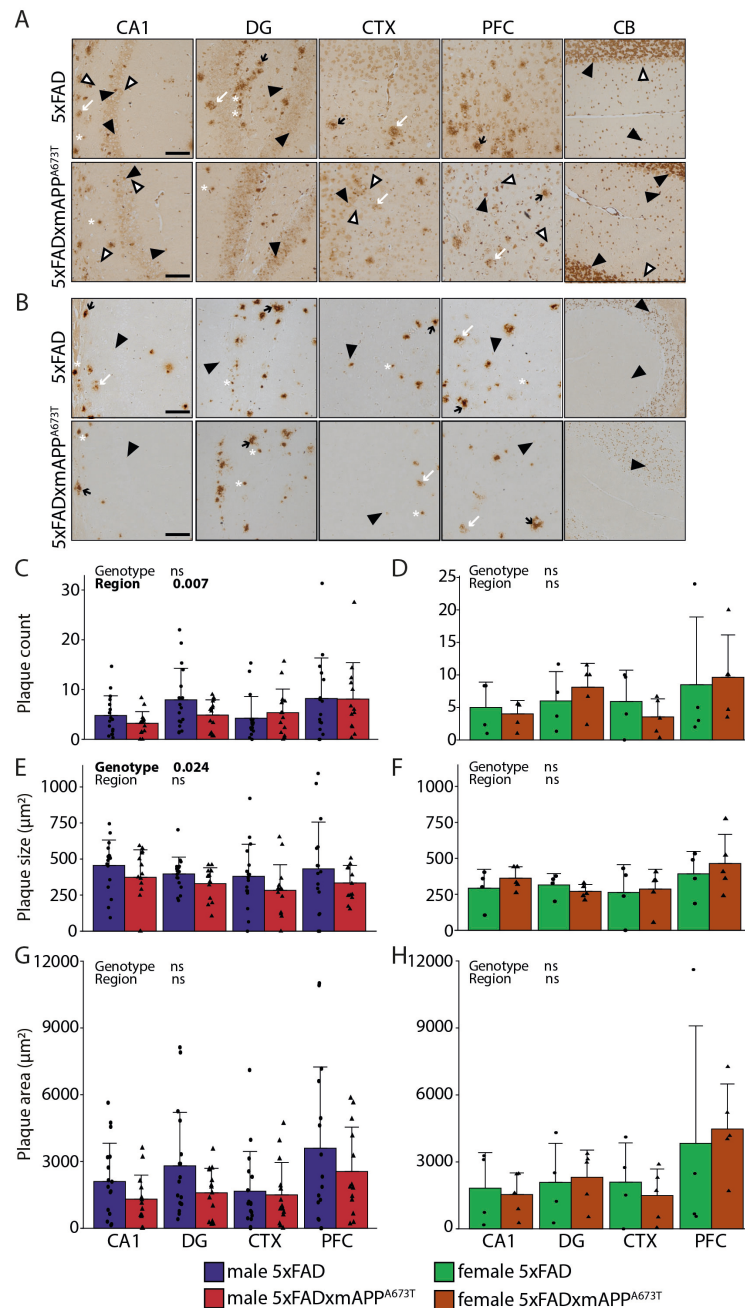 A
CA1 DG CTX PFC CB
5xFAD
5xFADxmAPP^A673T
B
5xFAD
5xFADxmAPP^A673T
C
Genotype ns
Region 0.007
Plaque count
30
20
10
0
D
Genotype ns
Region ns
25
20
15
10
5
0
E
Genotype 0.024
Region ns
Plaque size (µm²)
1000
750
500
250
0
F
Genotype ns
Region ns
1000
750
500
250
0
G
Genotype ns
Region ns
Plaque area (µm²)
12000
9000
6000
3000
0
CA1 DG CTX PFC
H
Genotype ns
Region ns
12000
9000
6000
3000
0
CA1 DG CTX PFC
male 5xFAD
male 5xFADxmAPP^A673T
female 5xFAD
female 5xFADxmAPP^A673T